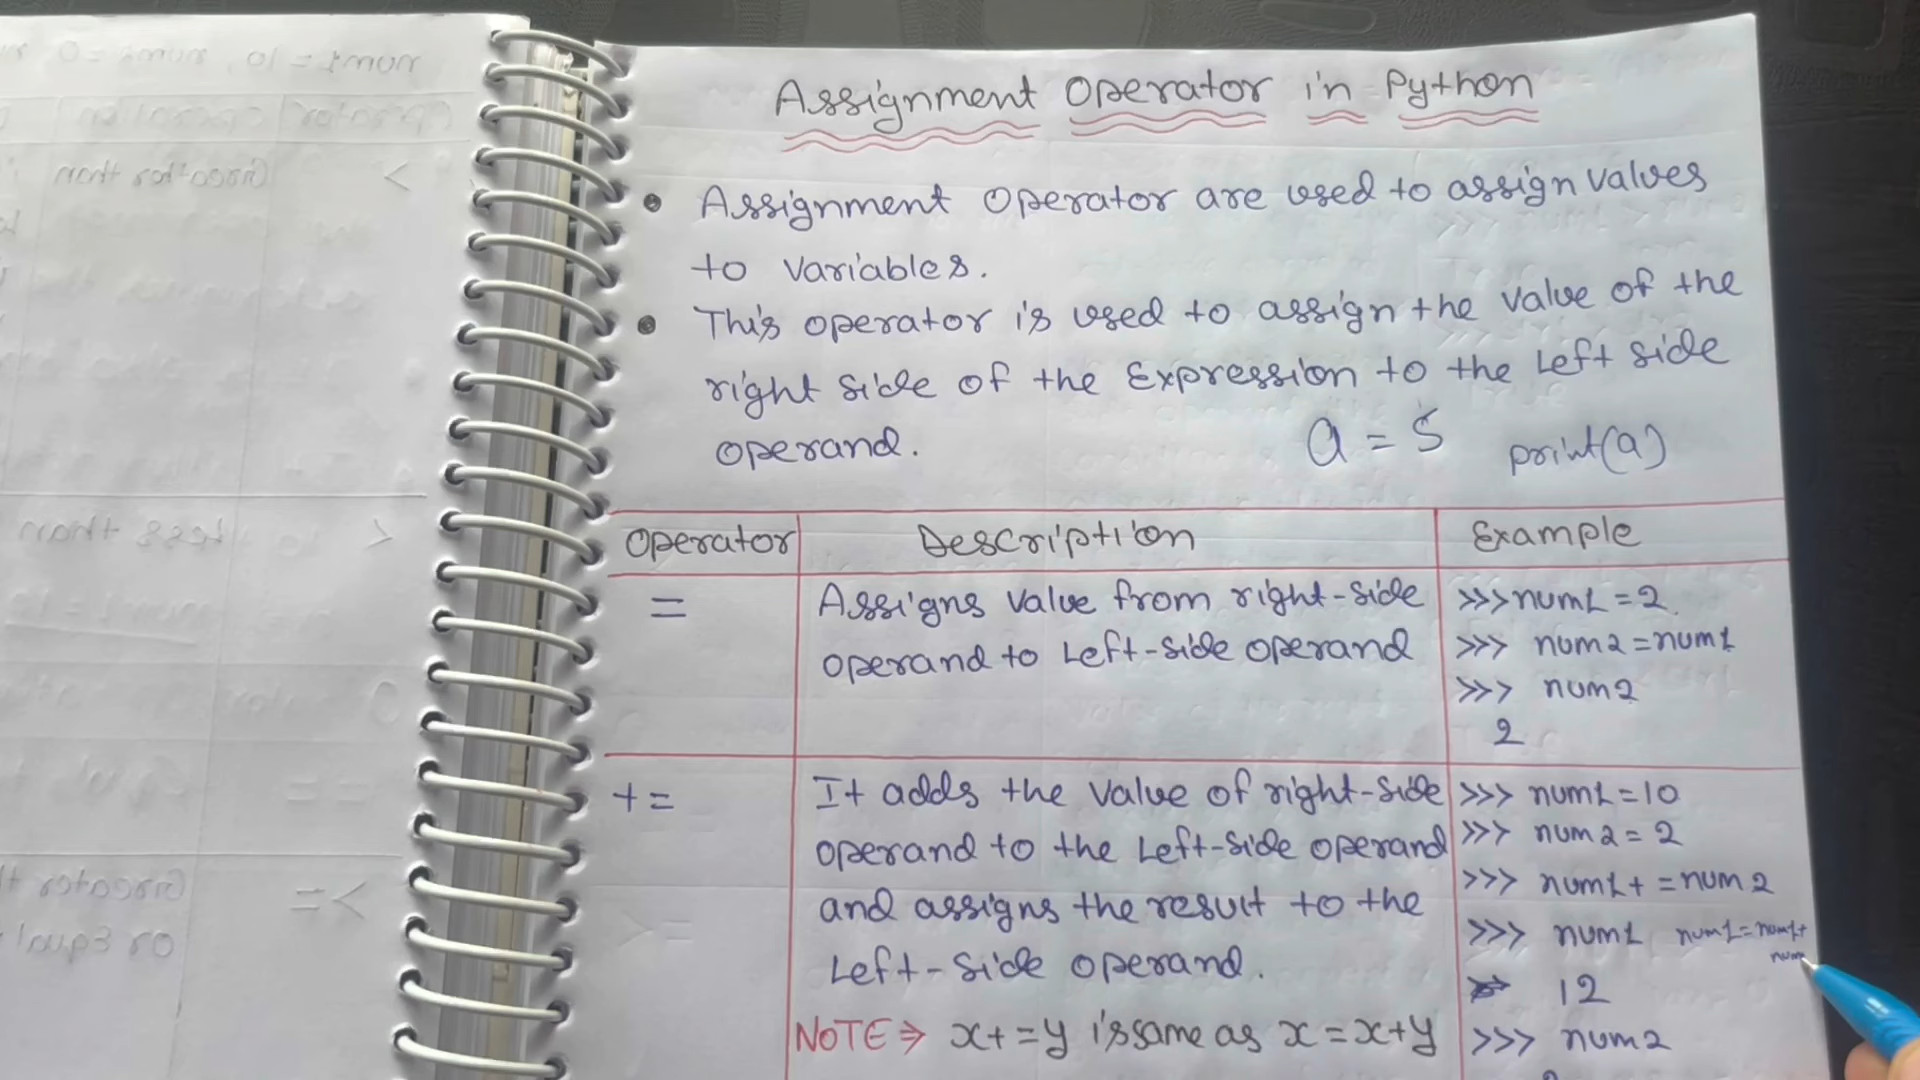 Assignment Operator in Python
• Assignment Operator are used to assign values
to variables.
• This operator is used to assign the value of the
right side of the Expression to the Left side
operand.
a = 5 print(a)
Operator Description Example
= Assigns value from right-side
operand to Left-side operand
>>> num1 = 2
>>> num2 = num1
>>> num2
2
+= It adds the value of right-side
operand to the Left-side operand
and assigns the result to the
Left-side operand.
NOTE ⇒ x+=y is same as x=x+y
>>> num1 = 10
>>> num2 = 2
>>> num1+=num2
>>> num1 num1=num1+
num
12
>>> num2